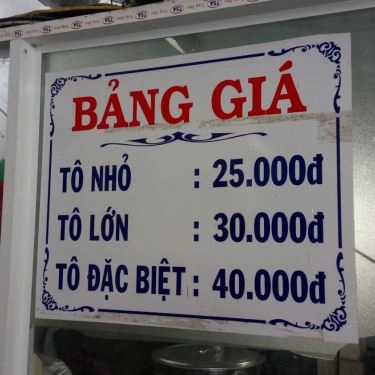 BẢNG GIÁ
TÔ NHỎ : 25.000đ
TÔ LỚN : 30.000đ
TÔ ĐẶC BIỆT : 40.000đ